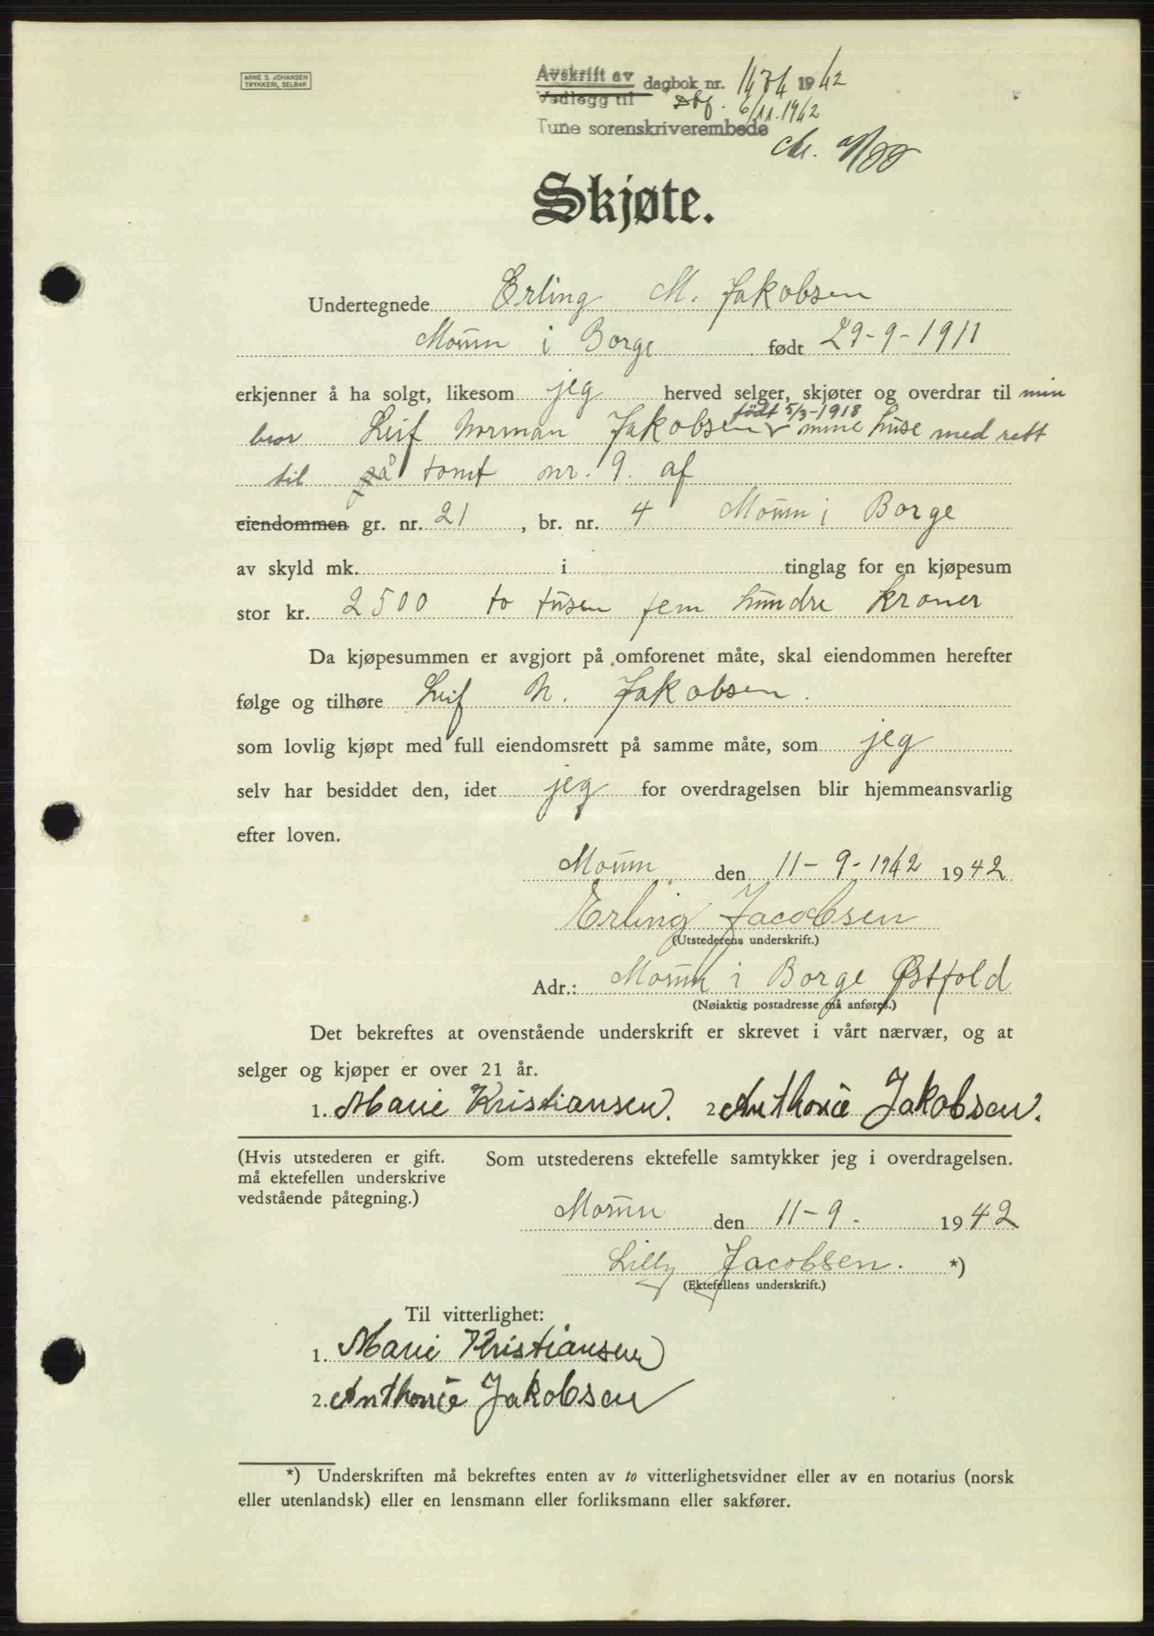 ARNE S. JOHANSEN
TRYKKERI, SELBAK
Avskrift av
Vedlegg til
dagbok nr. 1942
Dbf. 6/11.1942
Tune sorenskriverembede
Skjøte.
Undertegnede Erling M. Jakobsen
Moum i Borge født 29-9-1911
erkjenner å ha solgt, likesom jeg herved selger, skjøter og overdrar til min
født 5/3-1918
bror Leif Norman Jakobsen mine huse med rett
til på tomt nr. 9. af
eiendommen gr. nr. 21, br. nr. 4 Moum i Borge
av skyld mk. i tinglag for en kjøpesum
stor kr. 2500 to tusen fem hundre kroner
Da kjøpesummen er avgjort på omforenet måte, skal eiendommen herefter
følge og tilhøre Leif N. Jakobsen.
som lovlig kjøpt med full eiendomsrett på samme måte, som jeg
selv har besiddet den, idet jeg for overdragelsen blir hjemmeansvarlig
efter loven.
Moum den 11-9-1942 1942
Erling Jacobsen
(Utstederens underskrift.)
Adr.: Moum i Borge Østfold
(Nøiaktig postadresse må anføres.)
Det bekreftes at ovenstående underskrift er skrevet i vårt nærvær, og at
selger og kjøper er over 21 år.
1. Marie Kristiansen. 2 Anthonie Jakobsen.
(Hvis utstederen er gift.
må ektefellen underskrive
vedstående påtegning.)
Som utstederens ektefelle samtykker jeg i overdragelsen.
Moum den 11-9. 1942
Lilly Jacobsen. *)
(Ektefellens underskrift.)
Til vitterlighet:
1. Marie Kristiansen
2. Anthonie Jakobsen
*) Underskriften må bekreftes enten av to vitterlighetsvidner eller av en notarius (norsk
eller utenlandsk) eller en lensmann eller forliksmann eller sakfører.